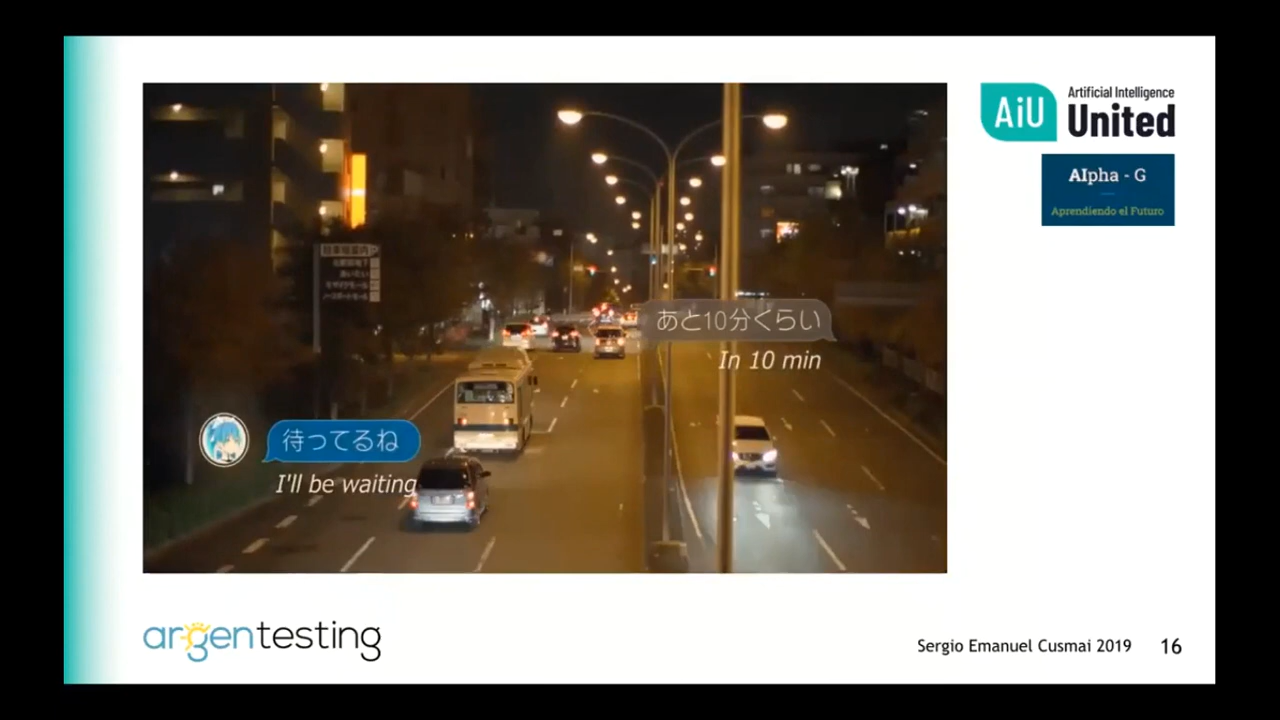 AiU
Artificial Intelligence
United
AIpha - G
Aprendiendo el Futuro
あと10分くらい
In 10 min
待ってるね
I'll be waiting
argentesting
Sergio Emanuel Cusmai 2019
16